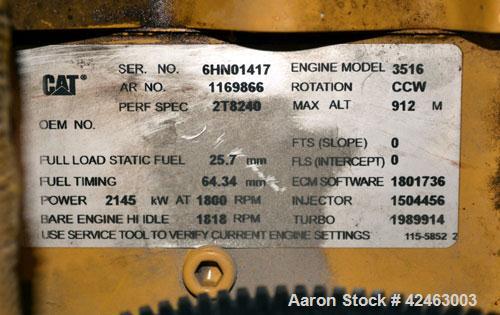 CAT®
SER. NO. 6HN01417 ENGINE MODEL 3516
AR NO. 1169866 ROTATION CCW
PERF SPEC 2T8240 MAX ALT 912 M
OEM NO.
FTS (SLOPE) 0
FULL LOAD STATIC FUEL 25.7 mm FLS (INTERCEPT) 0
FUEL TIMING 64.34 mm ECM SOFTWARE 1801736
POWER 2145 kW AT 1800 RPM INJECTOR 1504456
BARE ENGINE HI IDLE 1818 RPM TURBO 1989914
USE SERVICE TOOL TO VERIFY CURRENT ENGINE SETTINGS 115-5852 2
Aaron Stock # 42463003